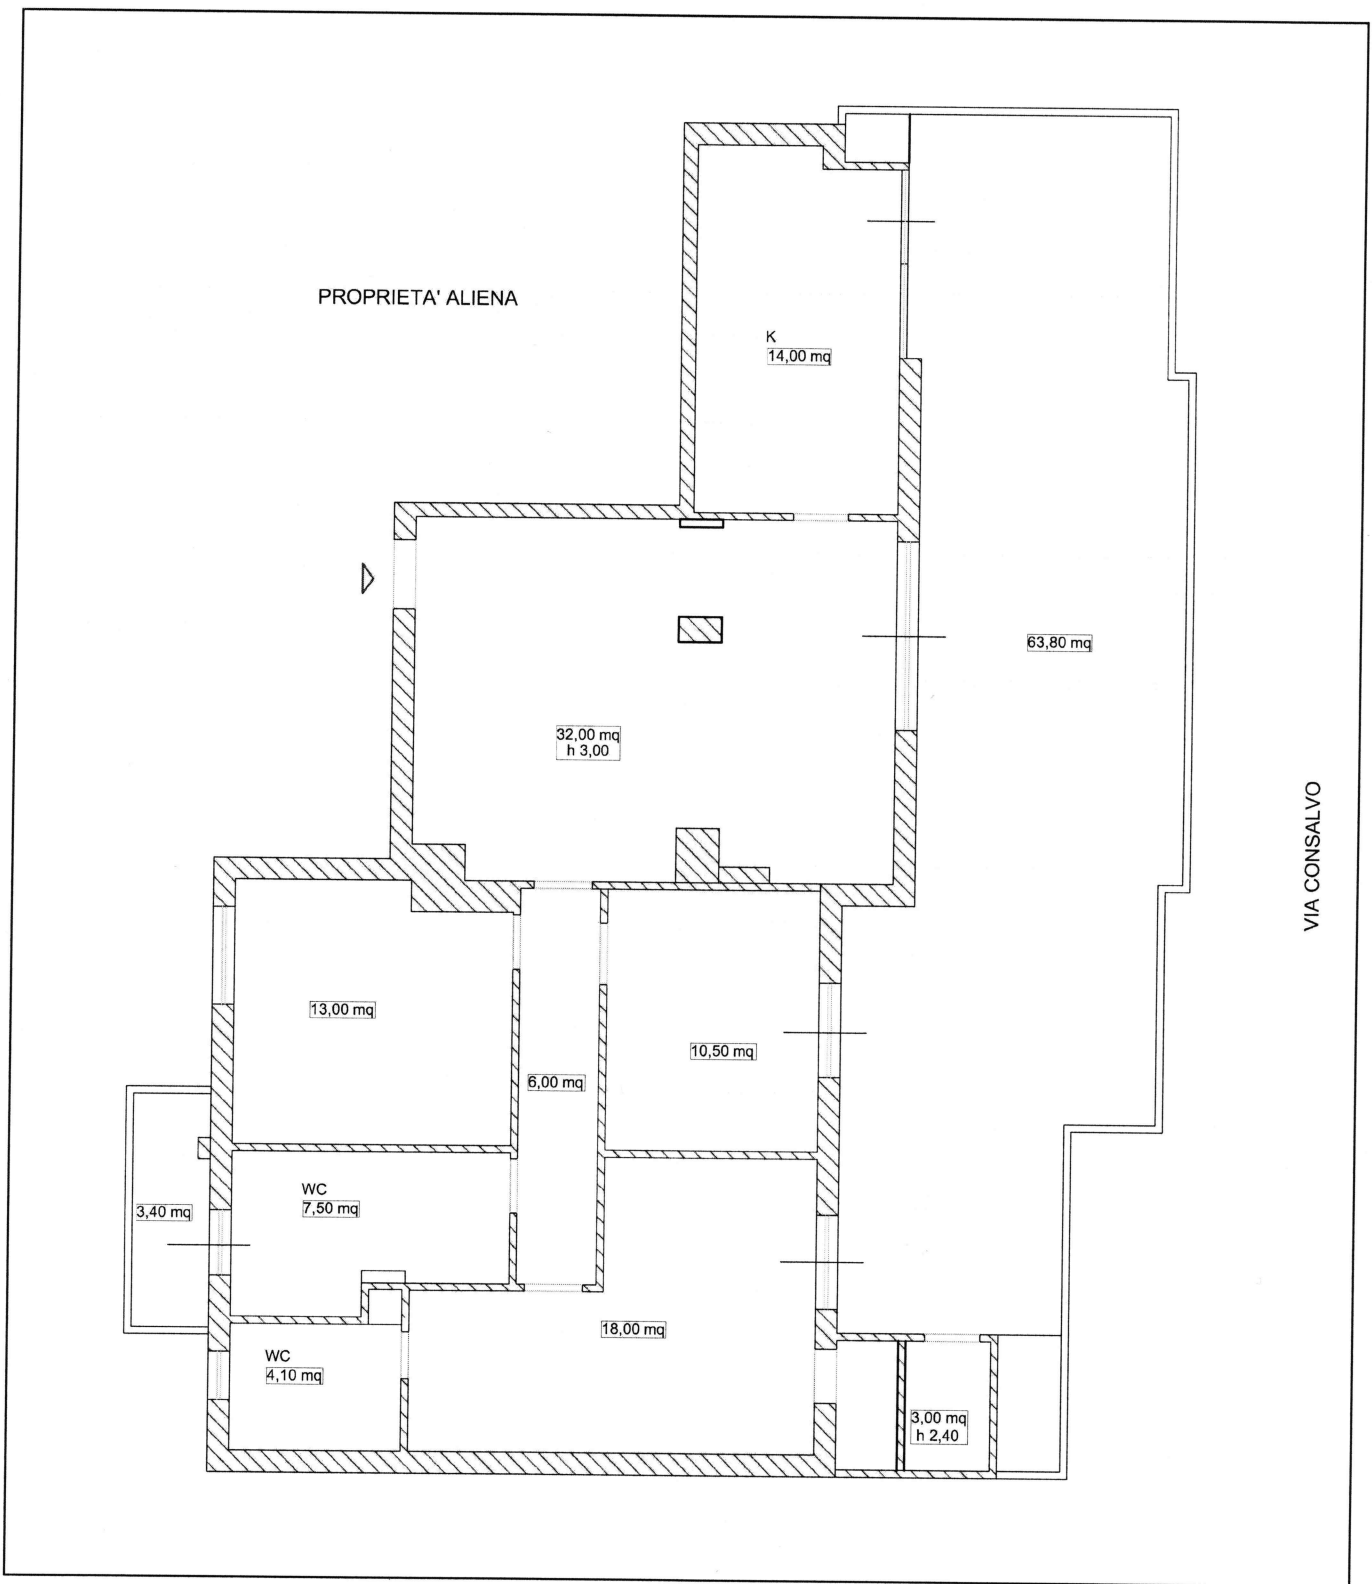 PROPRIETA' ALIENA
K
14,00 mq
63,80 mq
32,00 mq
h 3,00
VIA CONSALVO
13,00 mq
10,50 mq
6,00 mq
WC
7,50 mq
3,40 mq
18,00 mq
WC
4,10 mq
3,00 mq
h 2,40